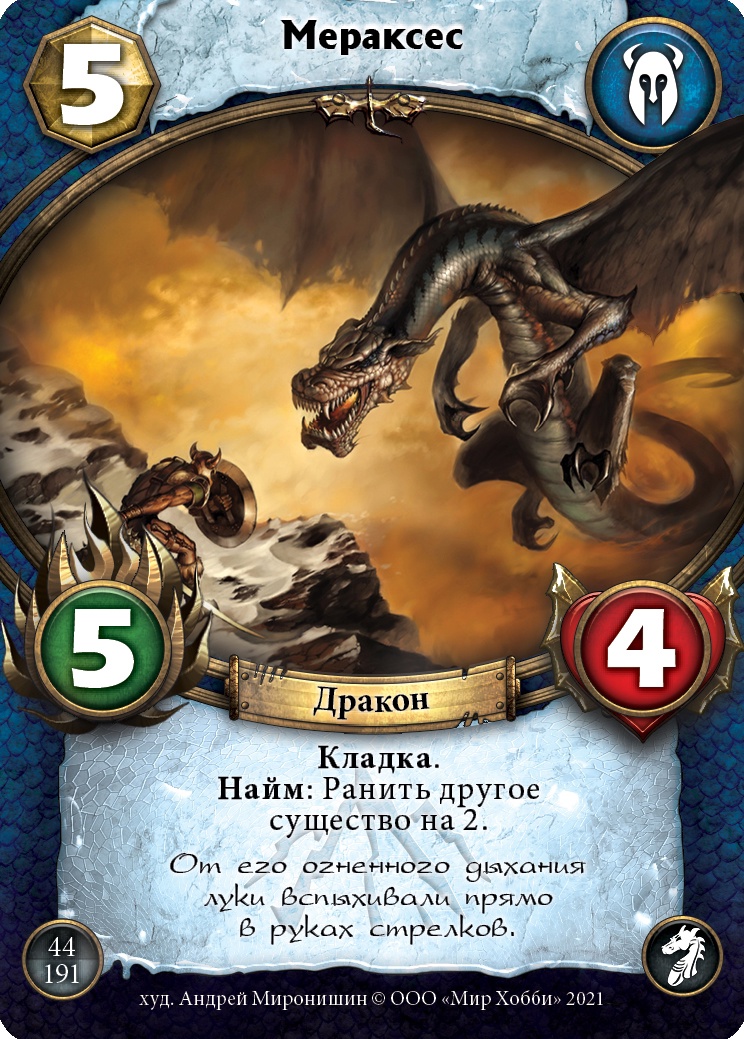 Мераксес
5
5
4
Дракон
Кладка.
Найм: Ранить другое
существо на 2.
От его огненного дыхания
луки вспыхивали прямо
в руках стрелков.
44
191
худ. Андрей Миронишин © ООО «Мир Хобби» 2021